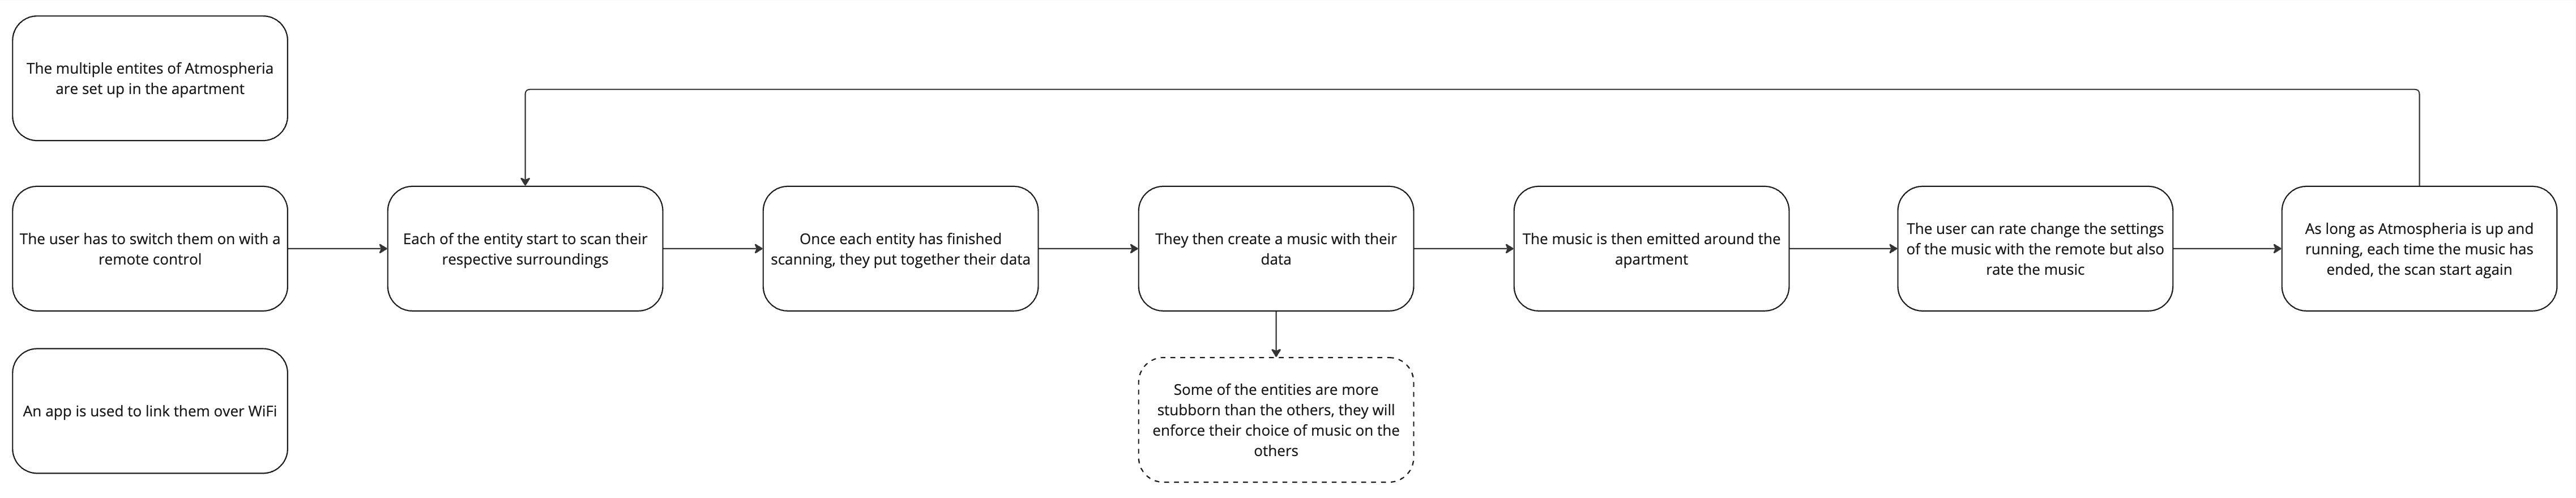 The multiple entites of Atmospheria
are set up in the apartment
The user has to switch them on with a
remote control
An app is used to link them over WiFi
Each of the entity start to scan their
respective surroundings
Once each entity has finished
scanning, they put together their data
They then create a music with their
data
Some of the entities are more
stubborn than the others, they will
enforce their choice of music on the
others
The music is then emitted around the
apartment
The user can rate change the settings
of the music with the remote but also
rate the music
As long as Atmospheria is up and
running, each time the music has
ended, the scan start again